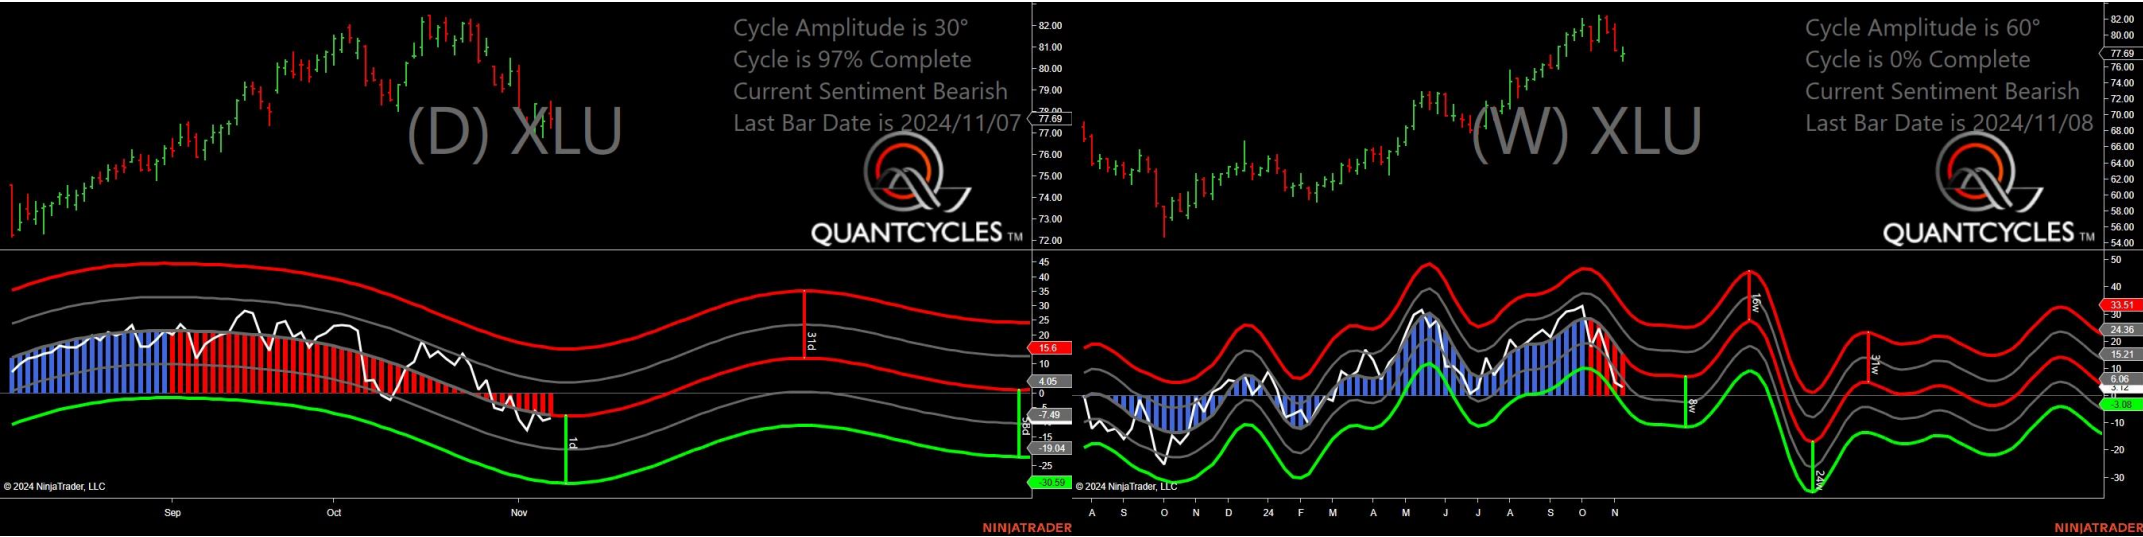 Cycle Amplitude is 30°
Cycle is 97% Complete
Current Sentiment Bearish
Last Bar Date is 2024/11/07
(D) XLU
QUANTCYCLES TM
82.00
81.00
80.00
79.00
78.00
77.69
77.00
76.00
75.00
74.00
73.00
72.00
45
40
35
30
25
20
15.6
10
4.05
0
-7.49
-15
-19.04
-25
-30.59
31d
1d
58d
© 2024 NinjaTrader, LLC
Sep Oct Nov
NINJATRADER
Cycle Amplitude is 60°
Cycle is 0% Complete
Current Sentiment Bearish
Last Bar Date is 2024/11/08
(W) XLU
QUANTCYCLES TM
82.00
80.00
77.69
76.00
74.00
72.00
70.00
68.00
66.00
64.00
62.00
60.00
58.00
56.00
54.00
50
40
33.51
30
24.36
20
15.21
10
6.06
-3.08
-10
-20
-30
16w
31w
8w
24w
© 2024 NinjaTrader, LLC
A S O N D 24 F M A M J J A S O N
NINJATRADER